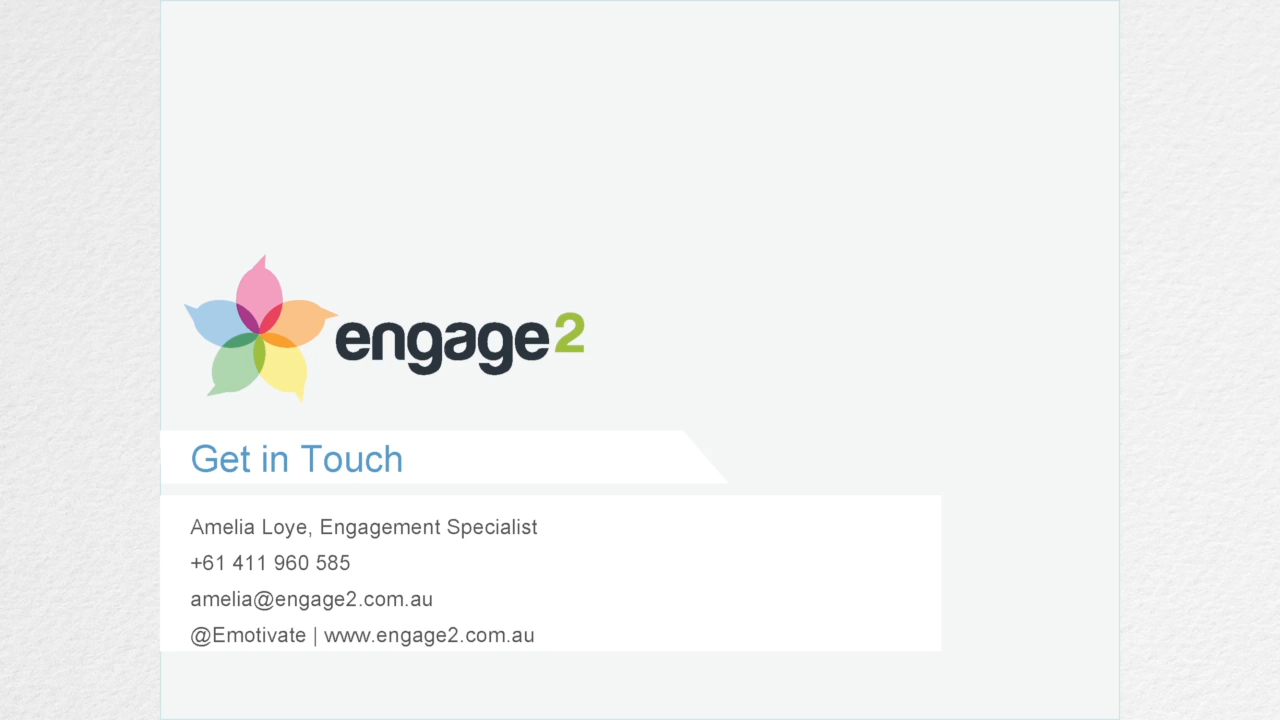 engage2
Get in Touch
Amelia Loye, Engagement Specialist
+61 411 960 585
amelia@engage2.com.au
@Emotivate | www.engage2.com.au